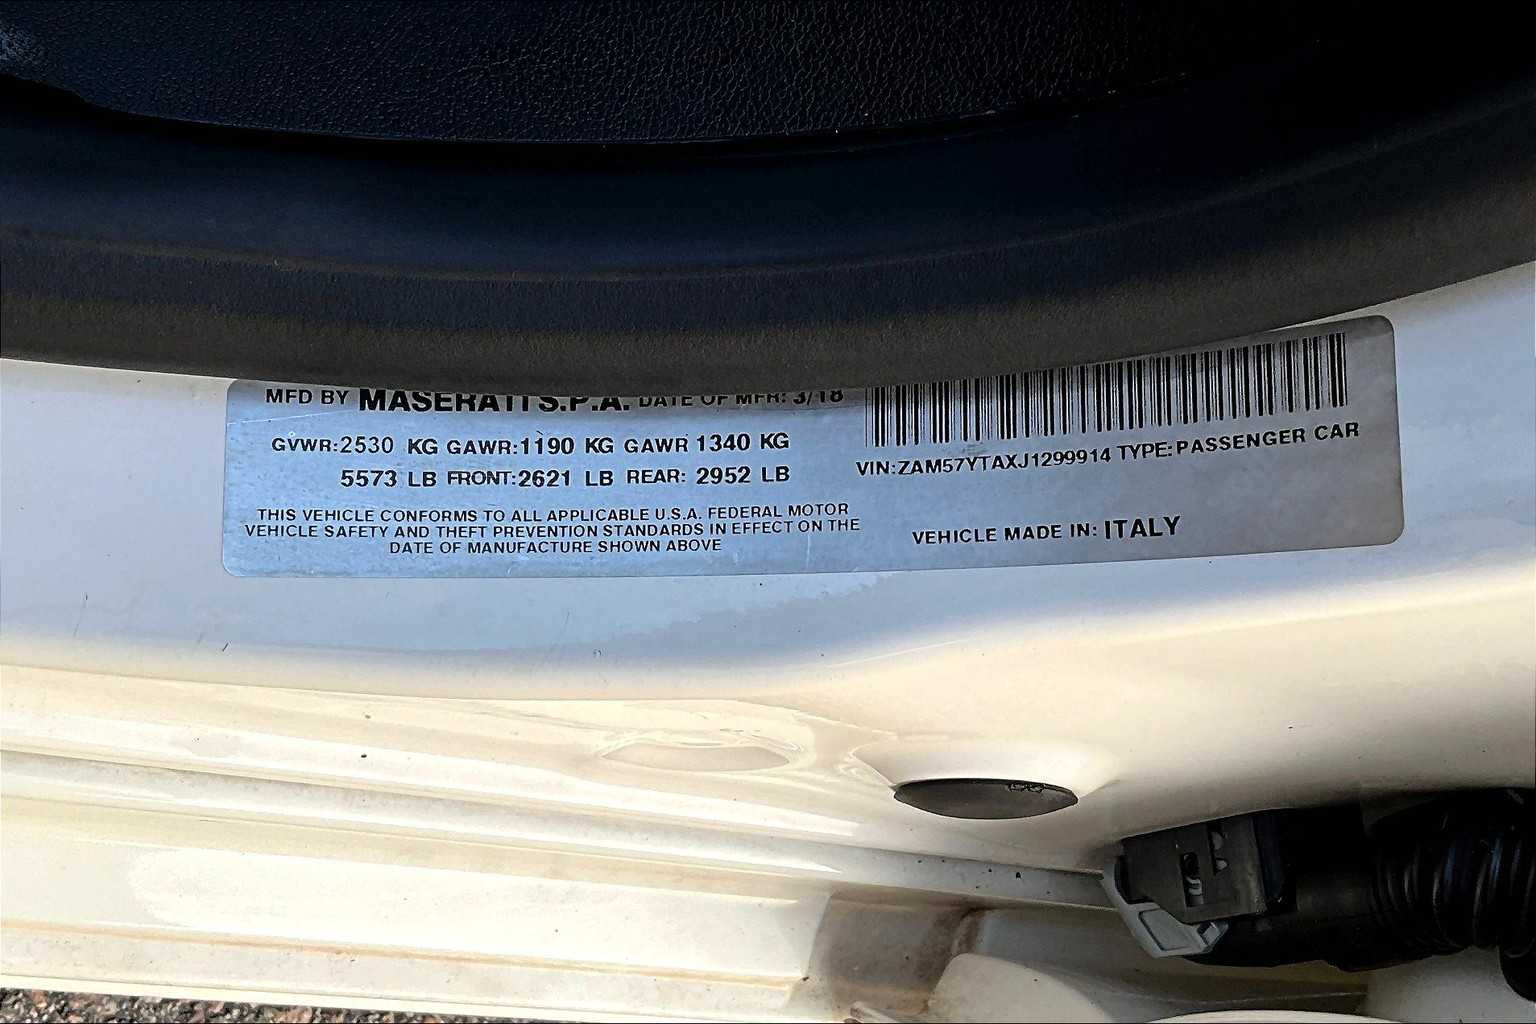 MFD BY MASERATI S.P.A. DATE OF MFR: 3/18
GVWR:2530 KG GAWR:1190 KG GAWR 1340 KG
5573 LB FRONT:2621 LB REAR: 2952 LB
THIS VEHICLE CONFORMS TO ALL APPLICABLE U.S.A. FEDERAL MOTOR
VEHICLE SAFETY AND THEFT PREVENTION STANDARDS IN EFFECT ON THE
DATE OF MANUFACTURE SHOWN ABOVE
VIN:ZAM57YTAXJ1299914 TYPE:PASSENGER CAR
VEHICLE MADE IN: ITALY